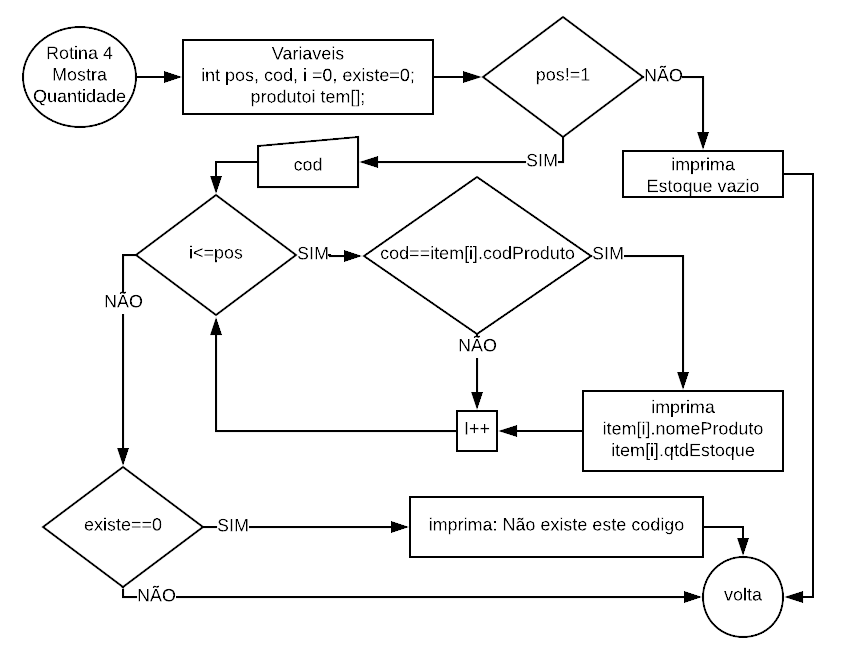 Rotina 4
Mostra
Quantidade
Variaveis
int pos, cod, i =0, existe=0;
produtoi tem[];
pos!=1
NÃO
imprima
Estoque vazio
SIM
cod
i<=pos
SIM
cod==item[i].codProduto
SIM
NÃO
NÃO
imprima
item[i].nomeProduto
item[i].qtdEstoque
I++
existe==0
SIM
imprima: Não existe este codigo
NÃO
volta